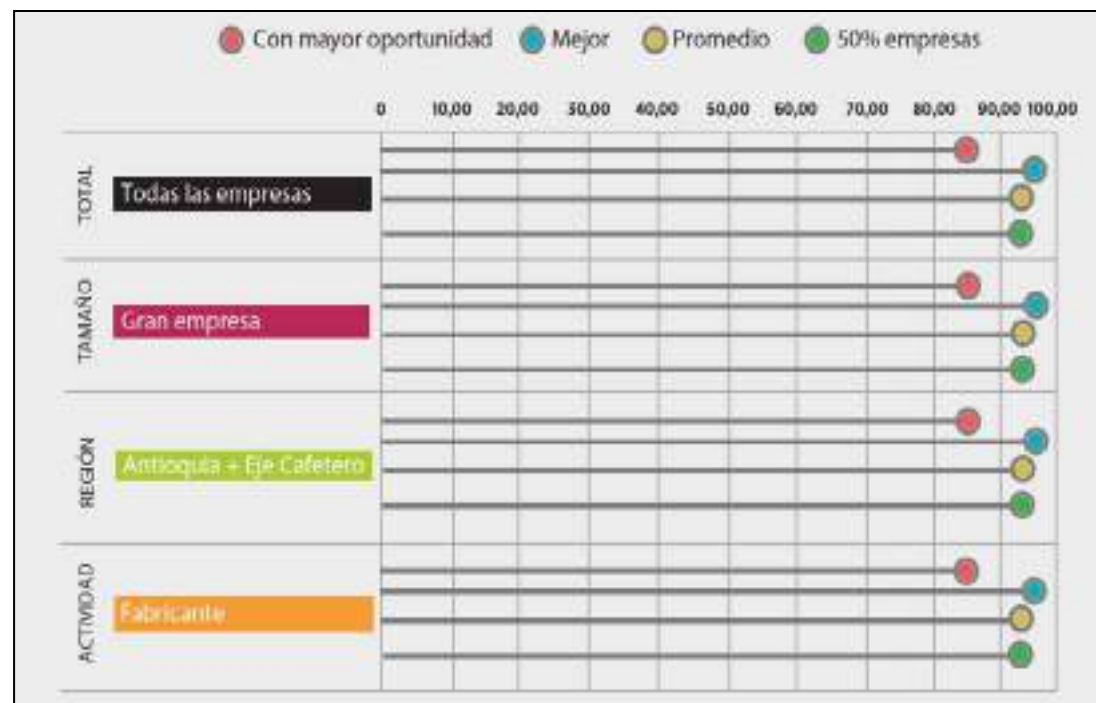 Con mayor oportunidad Mejor Promedio 50% empresas
0 10,00 20,00 30,00 40,00 50,00 60,00 70,00 80,00 90,00 100,00
TOTAL
Todas las empresas
TAMAÑO
Gran empresa
REGIÓN
Antioquia + Eje Cafetero
ACTIVIDAD
Fabricante